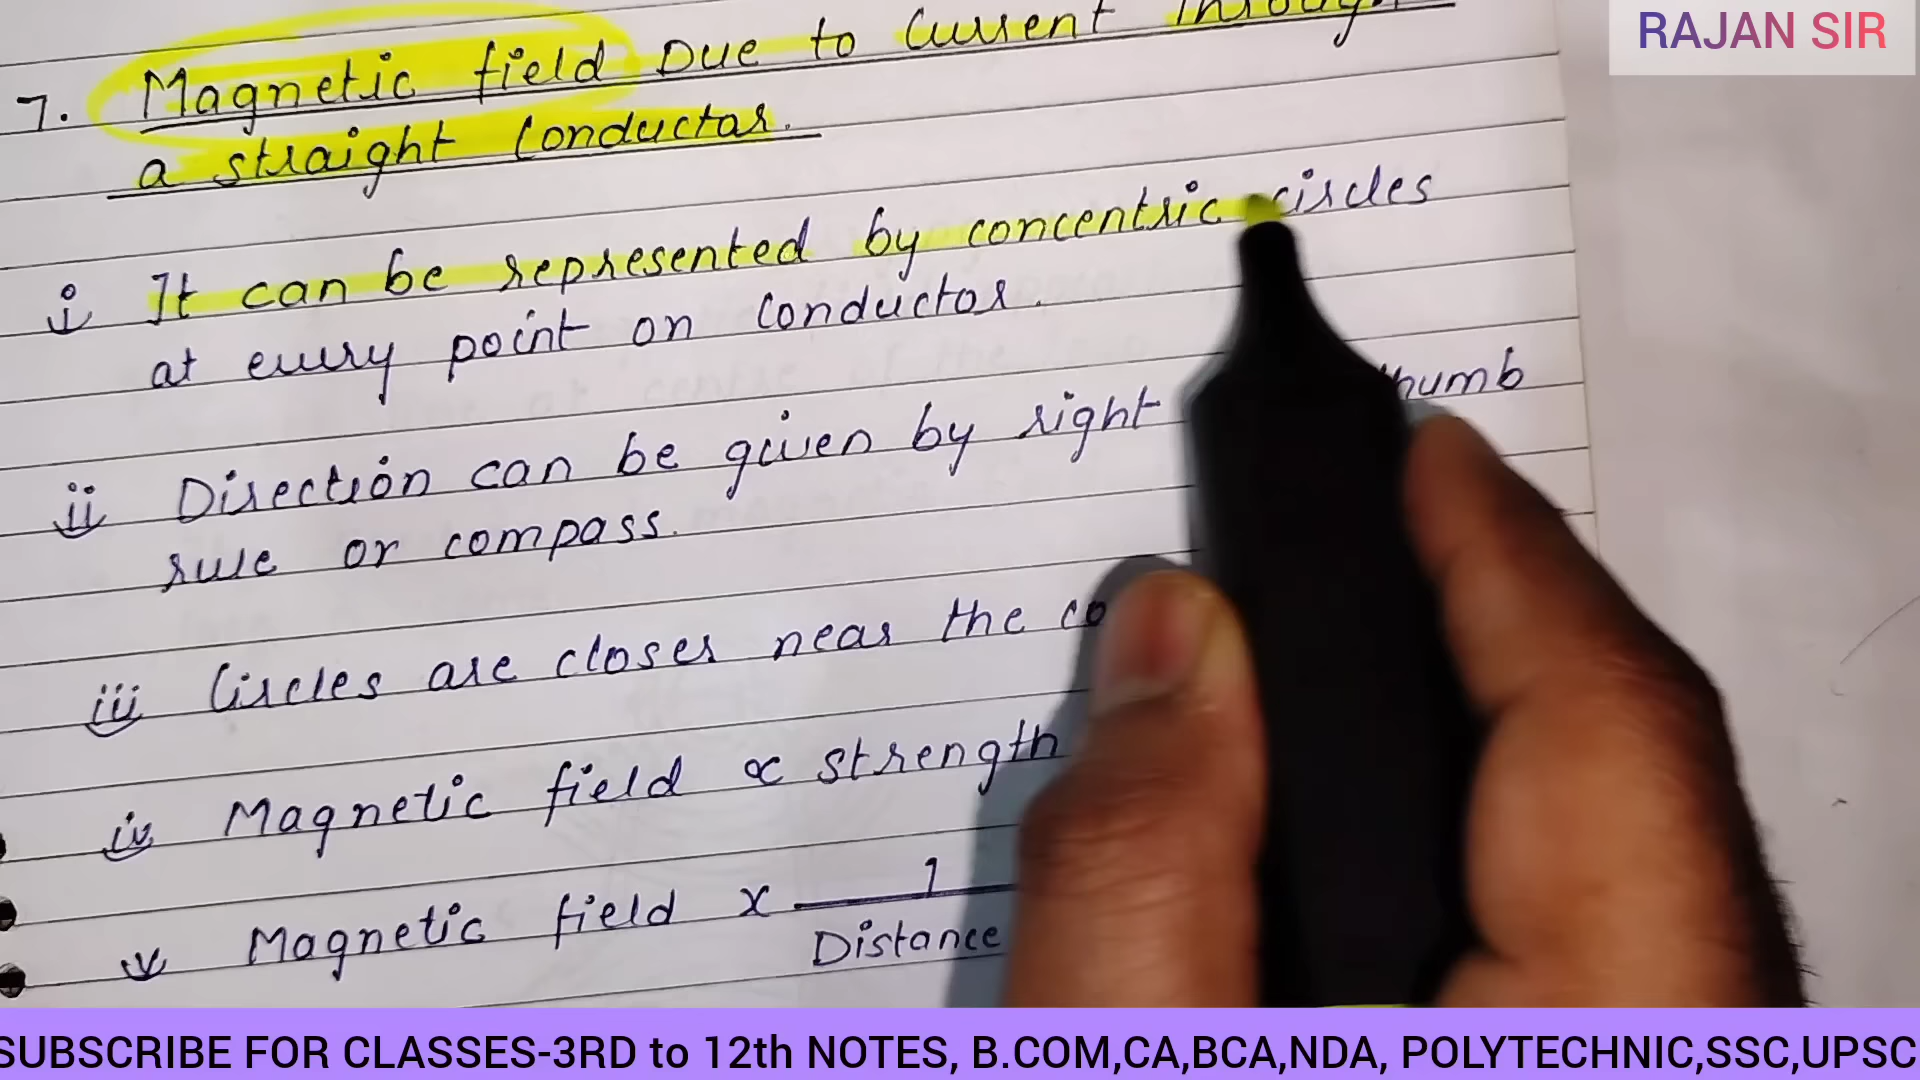 RAJAN SIR
7. Magnetic field Due to Current Through
a straight Conductor.
i It can be represented by concentric circles
at every point on Conductor.
ii Direction can be given by right thumb
rule or compass.
iii Circles are closer near the
iv Magnetic field ∝ strength
v Magnetic field ∝ 1
Distance
SUBSCRIBE FOR CLASSES-3RD to 12th NOTES, B.COM,CA,BCA,NDA, POLYTECHNIC,SSC,UPSC